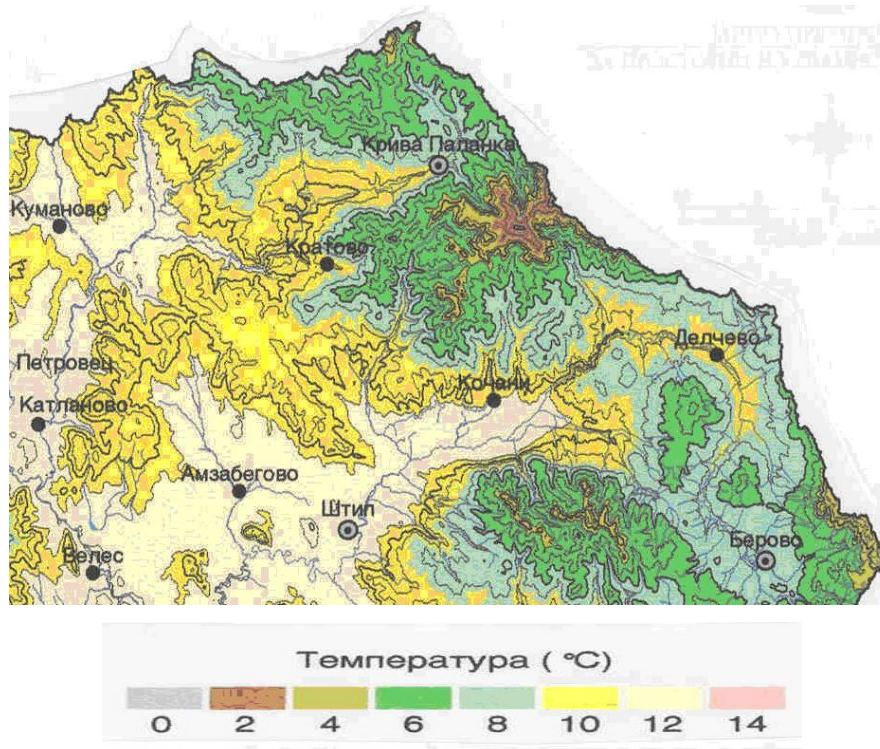 Крива Паланка
Куманово
Кратово
Петровец
Делчево
Кочани
Катланово
Амзабегово
Штип
Велес
Берово
Температура ( °C)
0 2 4 6 8 10 12 14